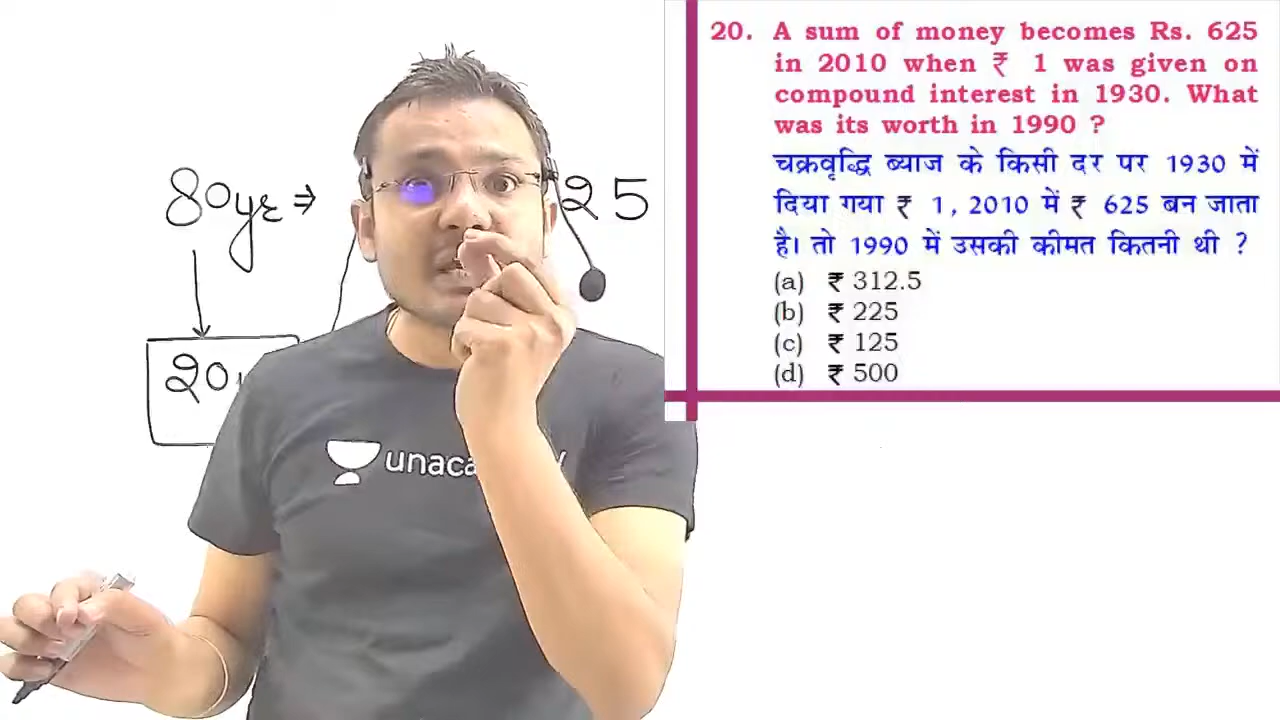 20. A sum of money becomes Rs. 625
in 2010 when ₹ 1 was given on
compound interest in 1930. What
was its worth in 1990 ?
चक्रवृद्धि ब्याज के किसी दर पर 1930 में
दिया गया ₹ 1, 2010 में ₹ 625 बन जाता
है। तो 1990 में उसकी कीमत कितनी थी ?
(a) ₹ 312.5
(b) ₹ 225
(c) ₹ 125
(d) ₹ 500
80yr ⇒ 25
20